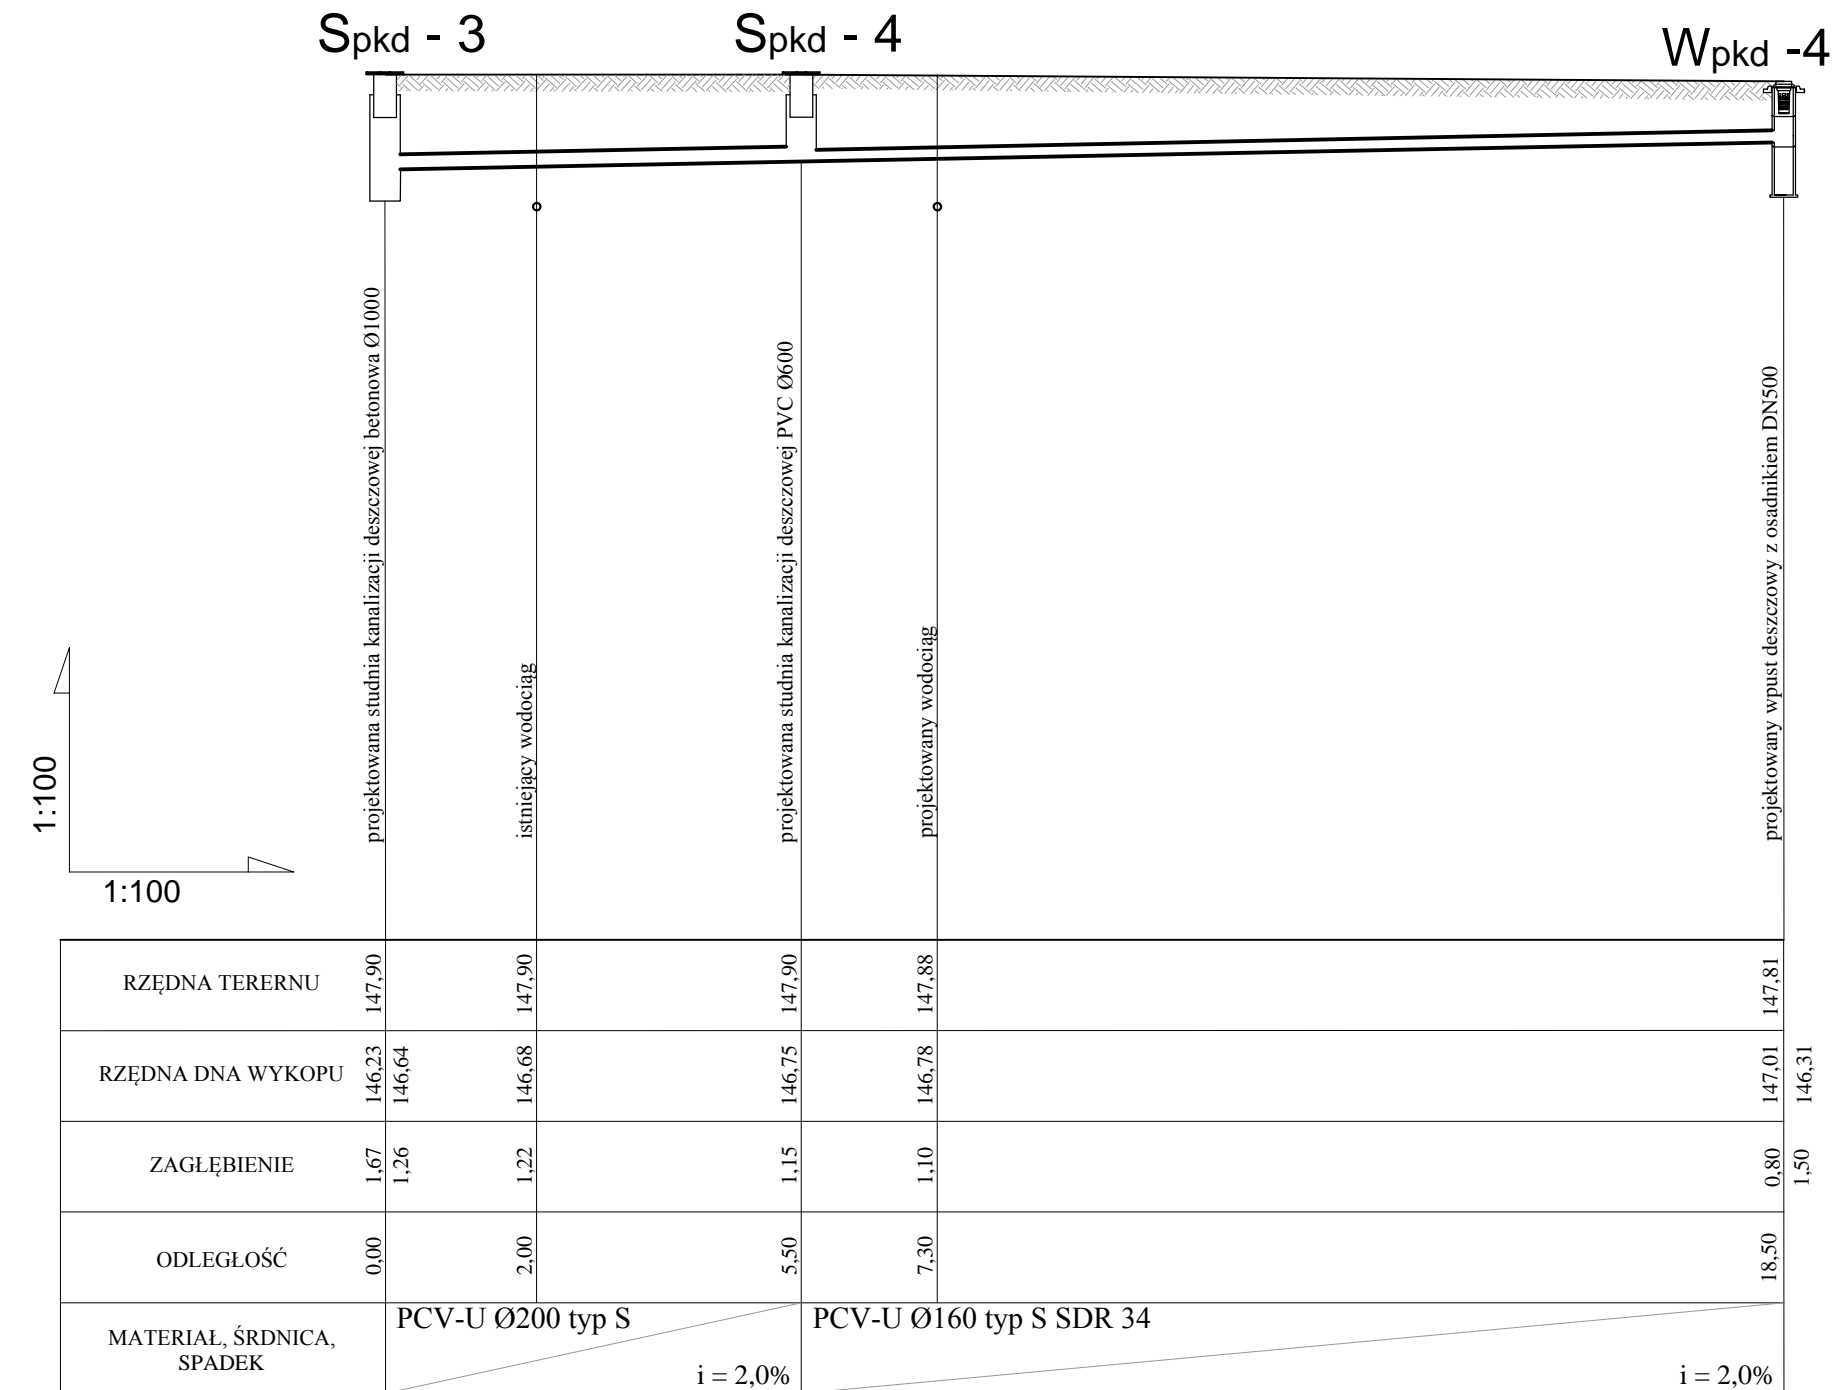 Spkd - 3
Spkd - 4
Wpkd -4
projektowana studnia kanalizacji deszczowej betonowa Ø1000
istniejący wodociąg
projektowana studnia kanalizacji deszczowej PVC Ø600
projektowany wodociąg
projektowany wpust deszczowy z osadnikiem DN500
1:100
1:100
RZĘDNA TERERNU
147,90
147,90
147,90
147,88
147,81
RZĘDNA DNA WYKOPU
146,23
146,64
146,68
146,75
146,78
147,01
146,31
ZAGŁĘBIENIE
1,67
1,26
1,22
1,15
1,10
0,80
1,50
ODLEGŁOŚĆ
0,00
2,00
5,50
7,30
18,50
MATERIAŁ, ŚRDNICA,
SPADEK
PCV-U Ø200 typ S
i = 2,0%
PCV-U Ø160 typ S SDR 34
i = 2,0%